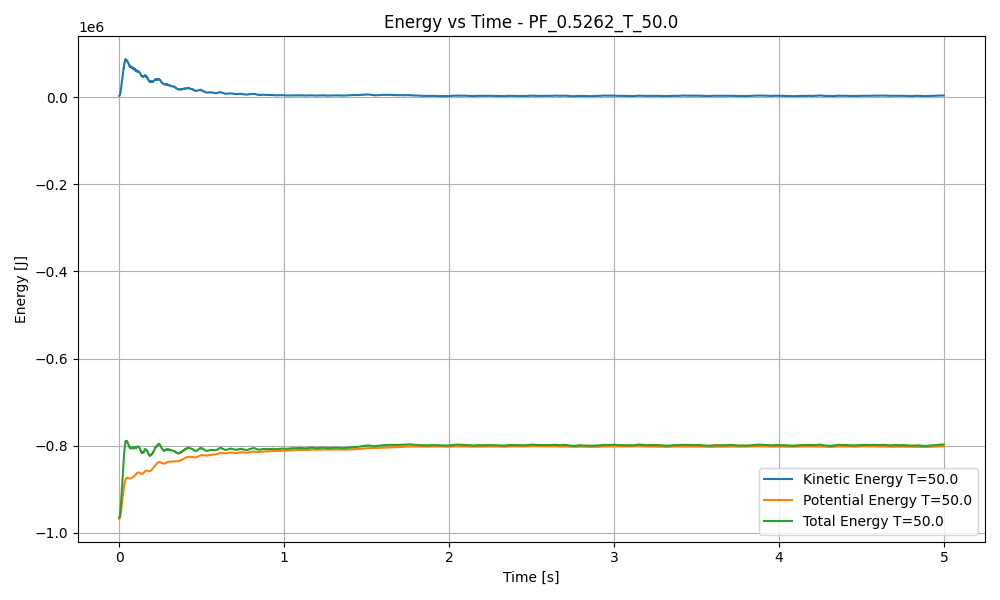 Energy vs Time - PF_0.5262_T_50.0
1e6
0.0
−0.2
−0.4
−0.6
−0.8
−1.0
Energy [J]
0 1 2 3 4 5
Time [s]
Kinetic Energy T=50.0
Potential Energy T=50.0
Total Energy T=50.0